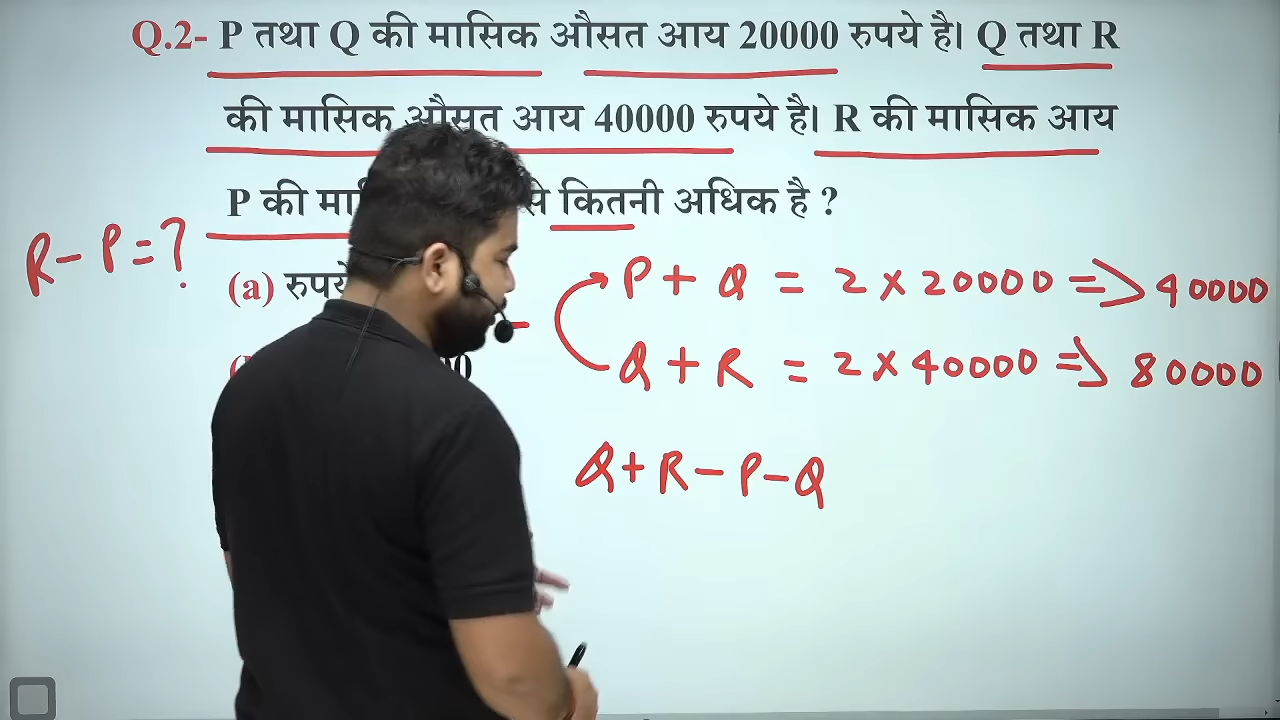 Q.2- P तथा Q की मासिक औसत आय 20000 रुपये है। Q तथा R
की मासिक औसत आय 40000 रुपये है। R की मासिक आय
P की से कितनी अधिक है ?
R - P = ?
(a)
P + Q = 2 × 20000 => 40000
Q + R = 2 × 40000 => 80000
Q + R - P - Q